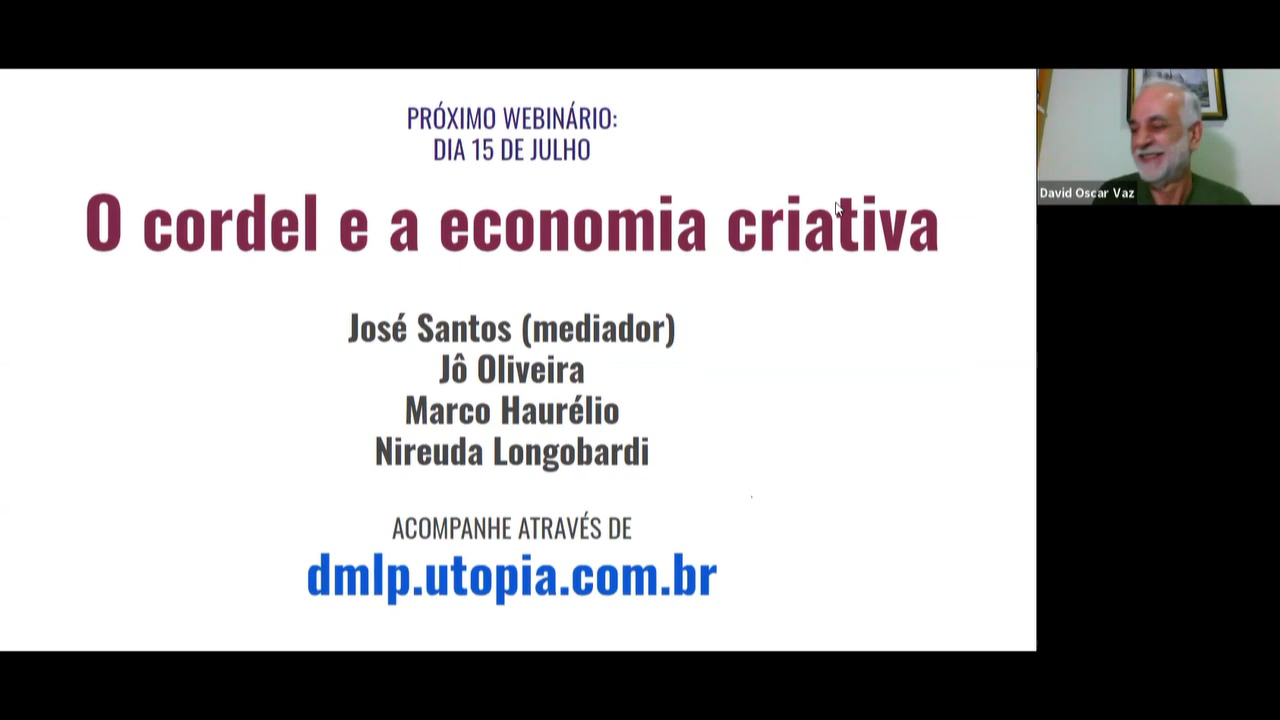 PRÓXIMO WEBINÁRIO:
DIA 15 DE JULHO
O cordel e a economia criativa
José Santos (mediador)
Jô Oliveira
Marco Haurélio
Nireuda Longobardi
ACOMPANHE ATRAVÉS DE
dmlp.utopia.com.br
David Oscar Vaz